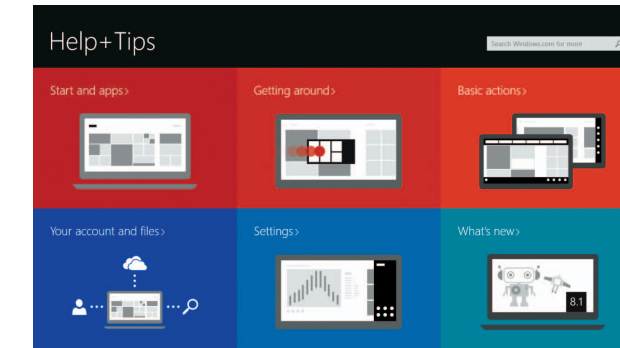 Help+Tips
Search Windows.com for more
Start and apps>
Getting around>
Basic actions>
Your account and files>
Settings>
What's new>
8.1